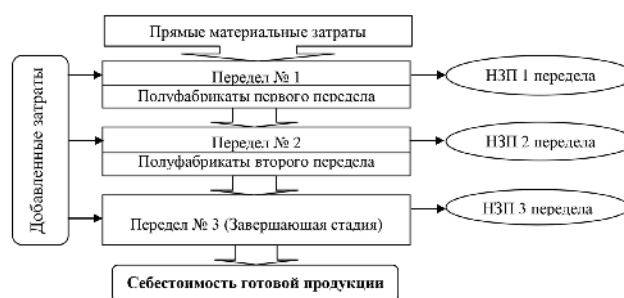 Прямые материальные затраты
Добавленные затраты
Передел № 1
НЗП 1 передела
Полуфабрикаты первого передела
Передел № 2
НЗП 2 передела
Полуфабрикаты второго передела
Передел № 3 (Завершающая стадия)
НЗП 3 передела
Себестоимость готовой продукции